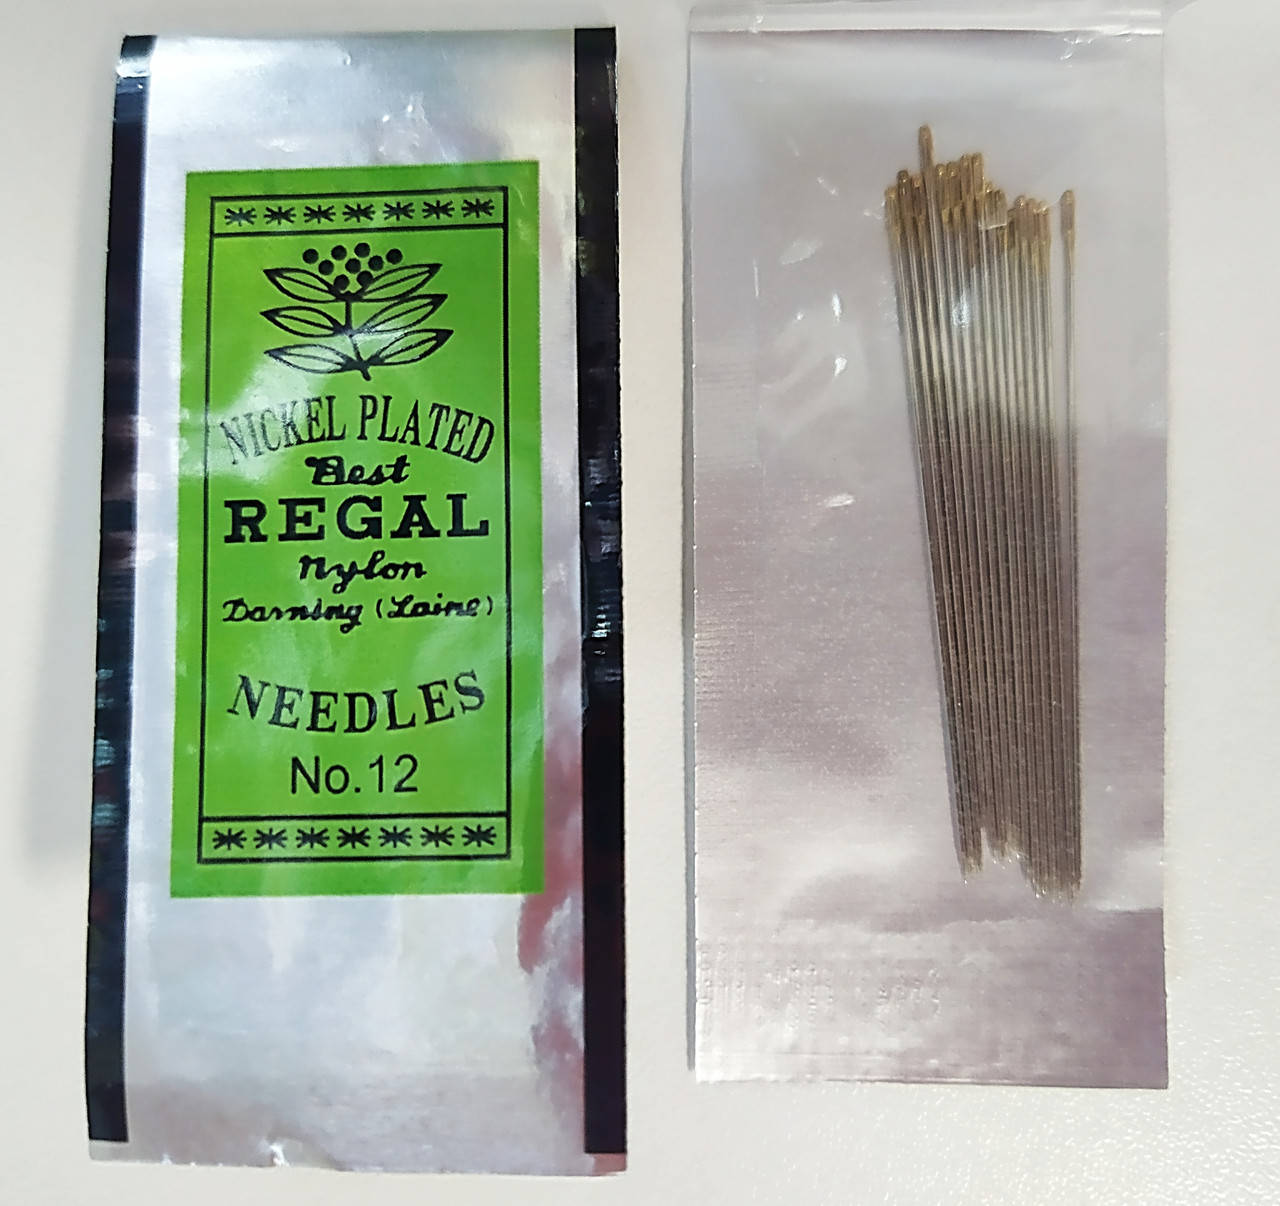 NICKEL PLATED
Best
REGAL
Nylon
Darning (Laine)
NEEDLES
No.12